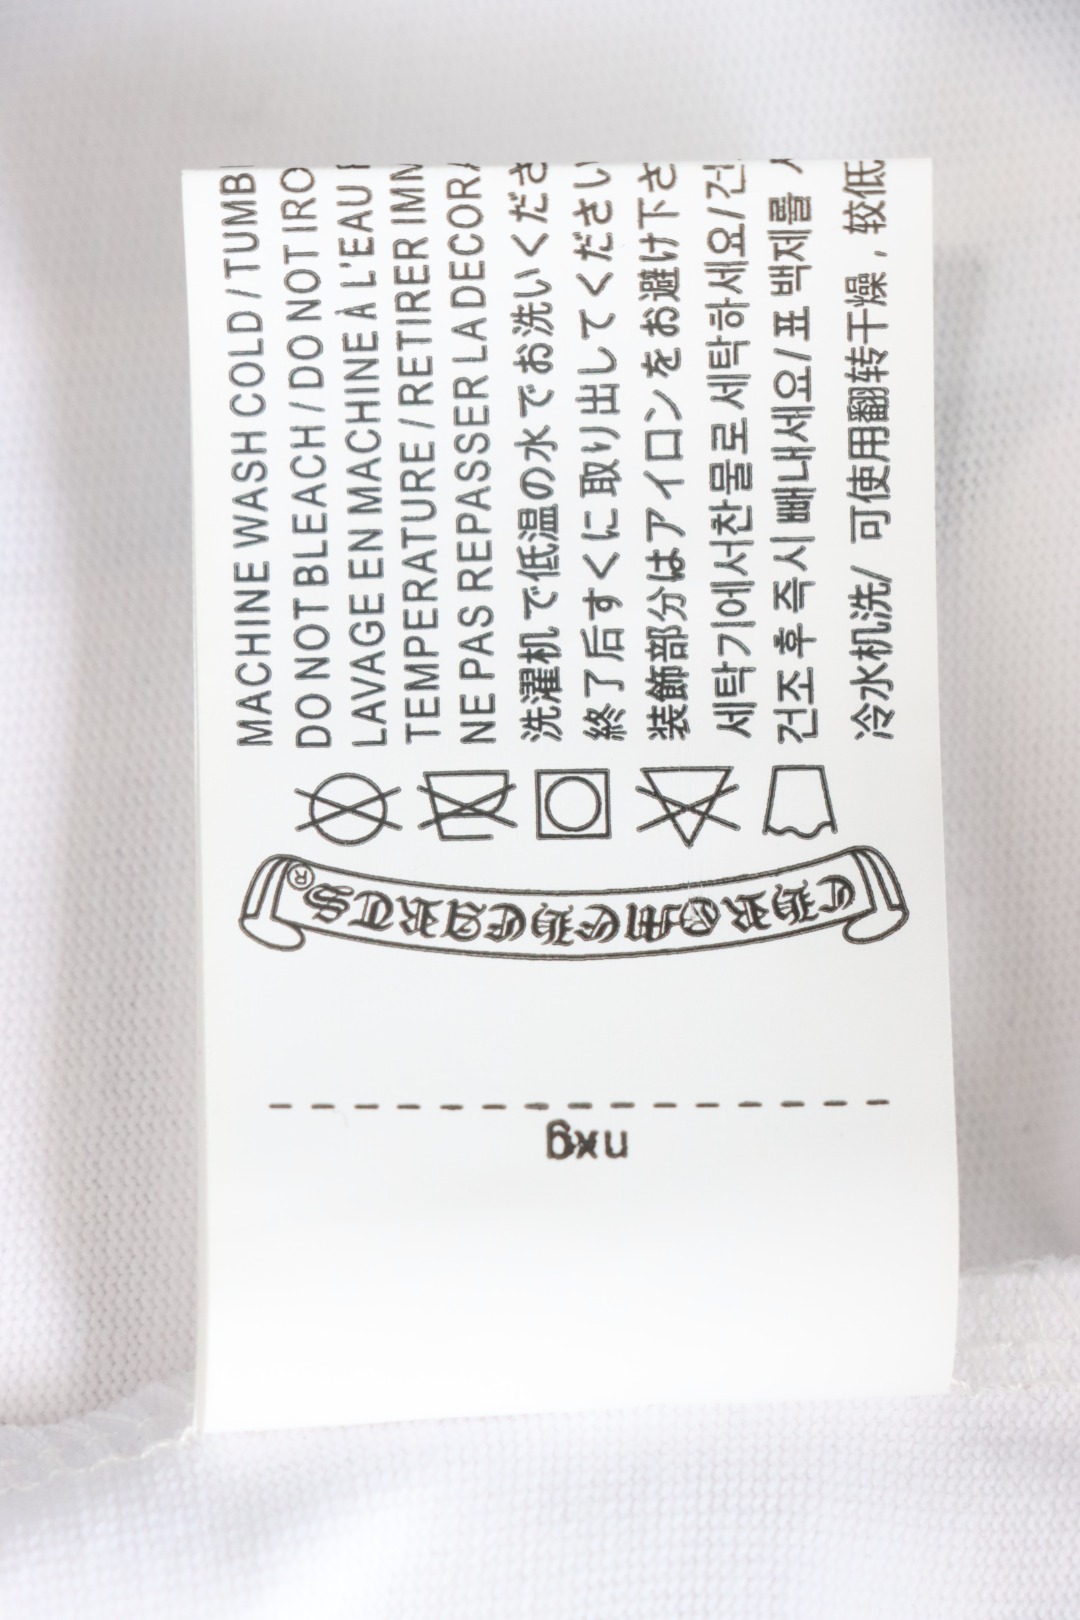 MACHINE WASH COLD / TUMB
DO NOT BLEACH / DO NOT IRO
LAVAGE EN MACHINE À L'EAU
TEMPERATURE / RETIRER IMM
NE PAS REPASSER LA DECOR
洗濯机で低温の水でお洗いくださ
終了后すぐに取り出してください
装飾部分はアイロンをお避け下さ
세탁기에서찬물로세탁하세요/건
건조후즉시빼내세요/표백제를
冷水机洗/ 可使用翻转干燥,较低
CHROME HEARTS®
nxg